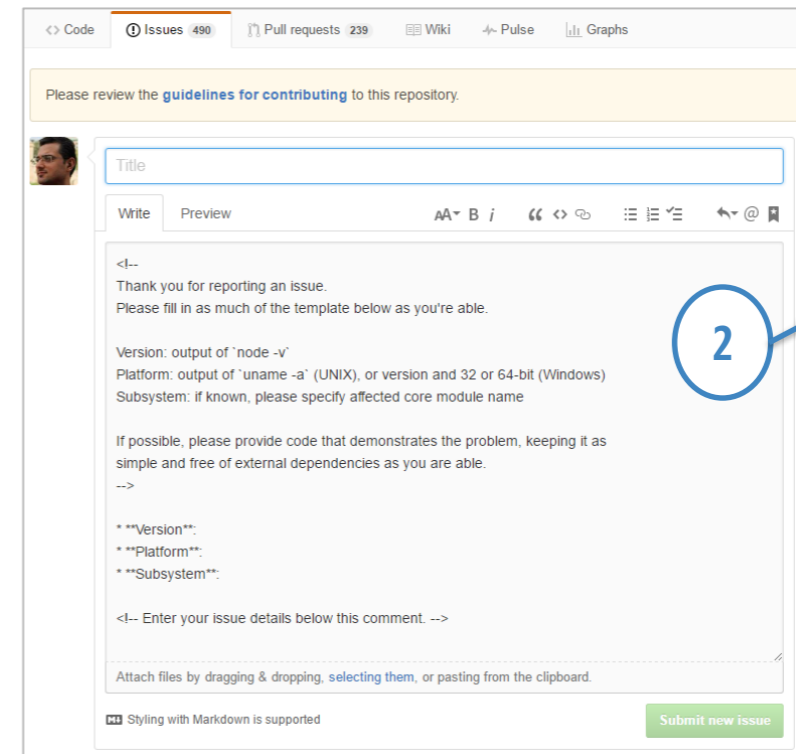 <> Code Issues 490 Pull requests 239 Wiki Pulse Graphs
Please review the guidelines for contributing to this repository.
Title
Write Preview AA B i “ <> @
<!--
Thank you for reporting an issue.
Please fill in as much of the template below as you're able.
Version: output of `node -v`
Platform: output of `uname -a` (UNIX), or version and 32 or 64-bit (Windows)
2
Subsystem: if known, please specify affected core module name
If possible, please provide code that demonstrates the problem, keeping it as
simple and free of external dependencies as you are able.
-->
* **Version**:
* **Platform**:
* **Subsystem**:
<!-- Enter your issue details below this comment. -->
Attach files by dragging & dropping, selecting them, or pasting from the clipboard.
Styling with Markdown is supported
Submit new issue